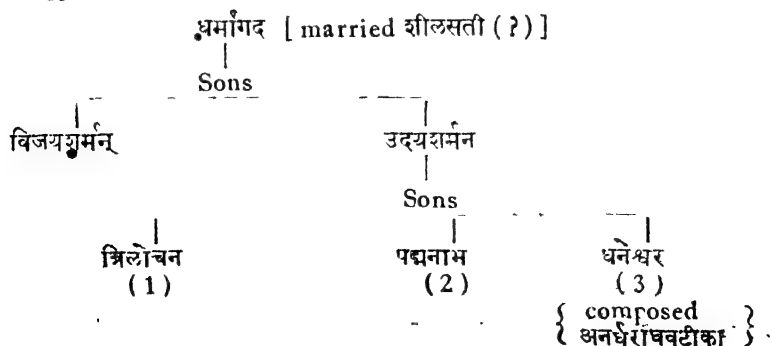 धर्मांगद [ married शीलसती (?) ]
Sons
विजयशर्मन् उदयशर्मन
Sons
त्रिलोचन पद्मनाभ धनेश्वर
(1) (2) (3)
{ composed }
{ अनर्धराघवटीका } .